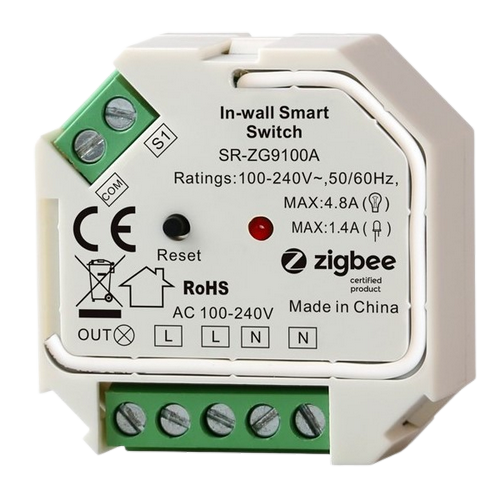 In-wall Smart
Switch
SR-ZG9100A
Ratings:100-240V~,50/60Hz,
MAX:4.8A ( )
MAX:1.4A ( )
S1
COM
CE
Reset
zigbee
certified
product
RoHS
Made in China
AC 100-240V
OUT L L N N